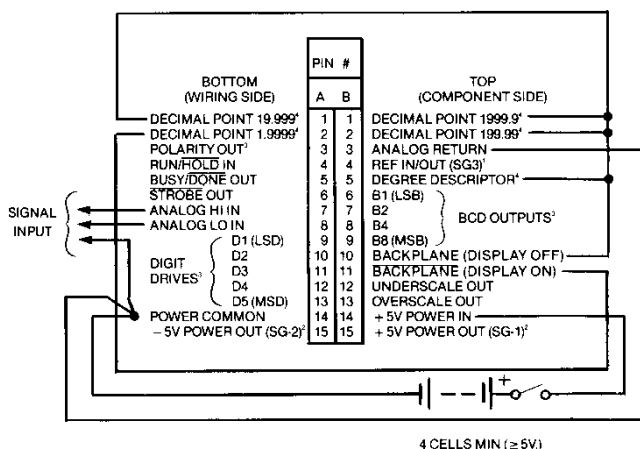 PIN #
BOTTOM
(WIRING SIDE)
A B
TOP
(COMPONENT SIDE)
DECIMAL POINT 19.999⁴ 1 1 DECIMAL POINT 1999.9⁴
DECIMAL POINT 1.9999⁴ 2 2 DECIMAL POINT 199.99⁴
POLARITY OUT³ 3 3 ANALOG RETURN
RUN/HOLD IN 4 4 REF IN/OUT (SG3)¹
BUSY/DONE OUT 5 5 DEGREE DESCRIPTOR⁴
STROBE OUT 6 6 B1 (LSB)
ANALOG HI IN 7 7 B2
ANALOG LO IN 8 8 B4
D1 (LSD) 9 9 B8 (MSB)
D2 10 10 BACKPLANE (DISPLAY OFF)
D3 11 11 BACKPLANE (DISPLAY ON)
D4 12 12 UNDERSCALE OUT
D5 (MSD) 13 13 OVERSCALE OUT
POWER COMMON 14 14 +5V POWER IN
−5V POWER OUT (SG-2)² 15 15 +5V POWER OUT (SG-1)²
SIGNAL
INPUT
DIGIT
DRIVES³
BCD OUTPUTS³
+
4 CELLS MIN (≥5V.)